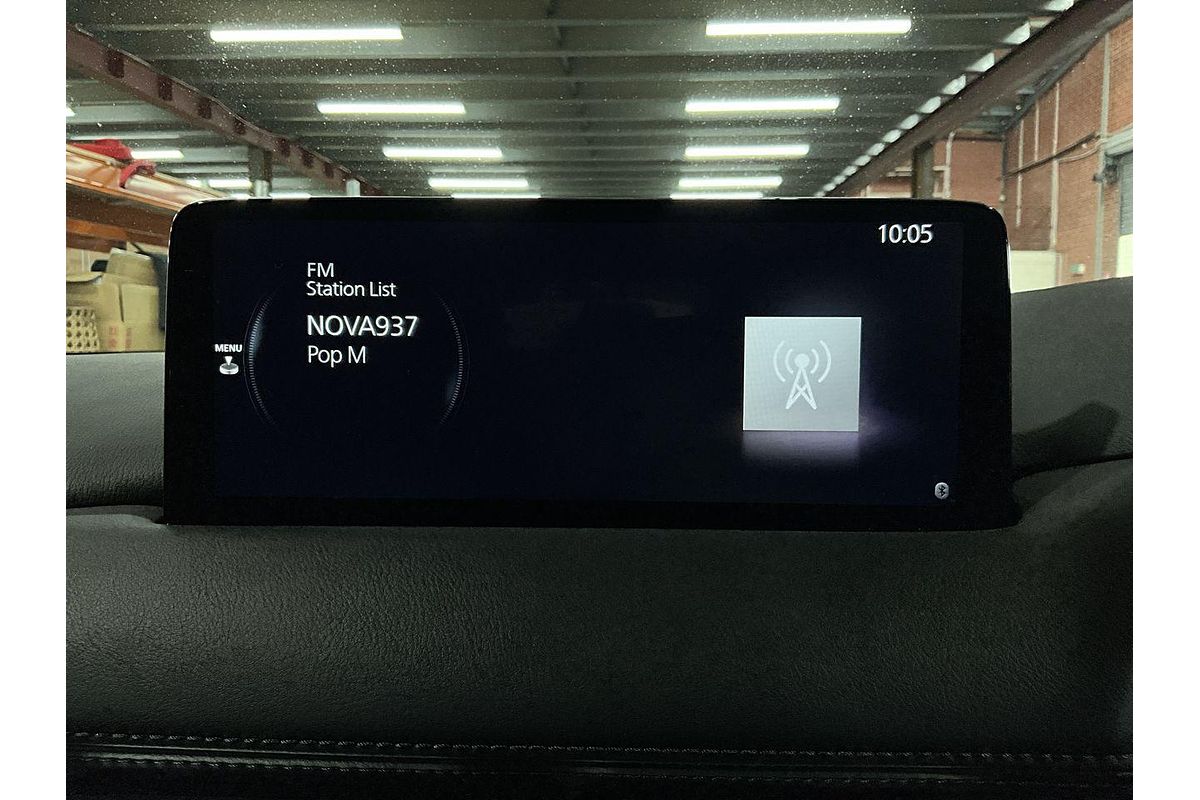 10:05
FM
Station List
NOVA937
Pop M
MENU